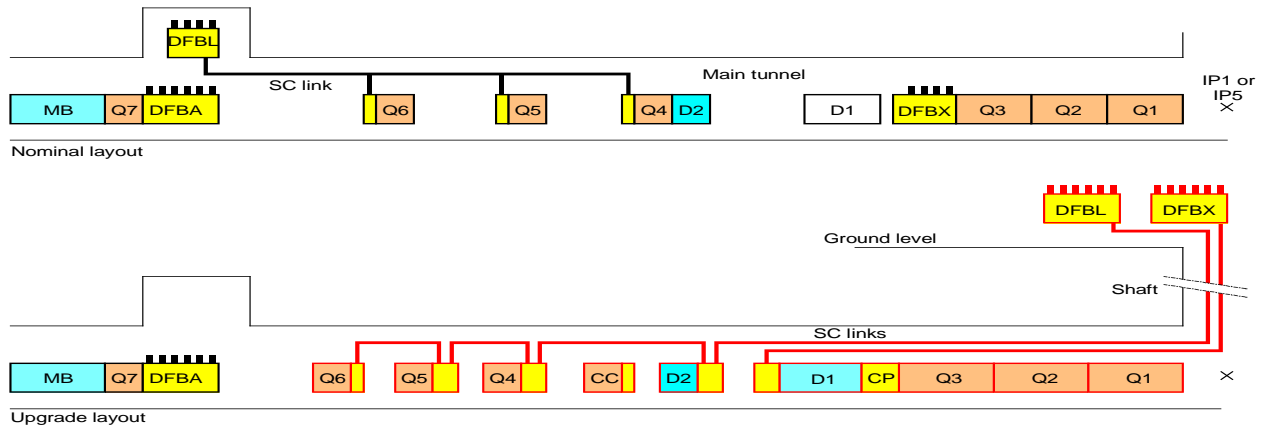 DFBL
SC link
Main tunnel
IP1 or
IP5
MB Q7 DFBA Q6 Q5 Q4 D2 D1 DFBX Q3 Q2 Q1
Nominal layout
DFBL DFBX
Ground level
Shaft
SC links
MB Q7 DFBA Q6 Q5 Q4 CC D2 D1 CP Q3 Q2 Q1
Upgrade layout